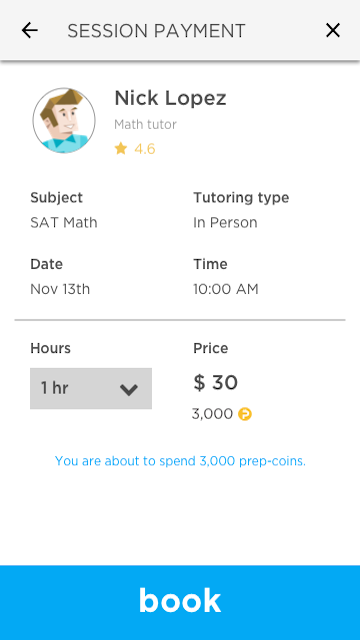 SESSION PAYMENT
Nick Lopez
Math tutor
4.6
Subject
Tutoring type
SAT Math
In Person
Date
Time
Nov 13th
10:00 AM
Hours
Price
1 hr
$ 30
3,000
You are about to spend 3,000 prep-coins.
book